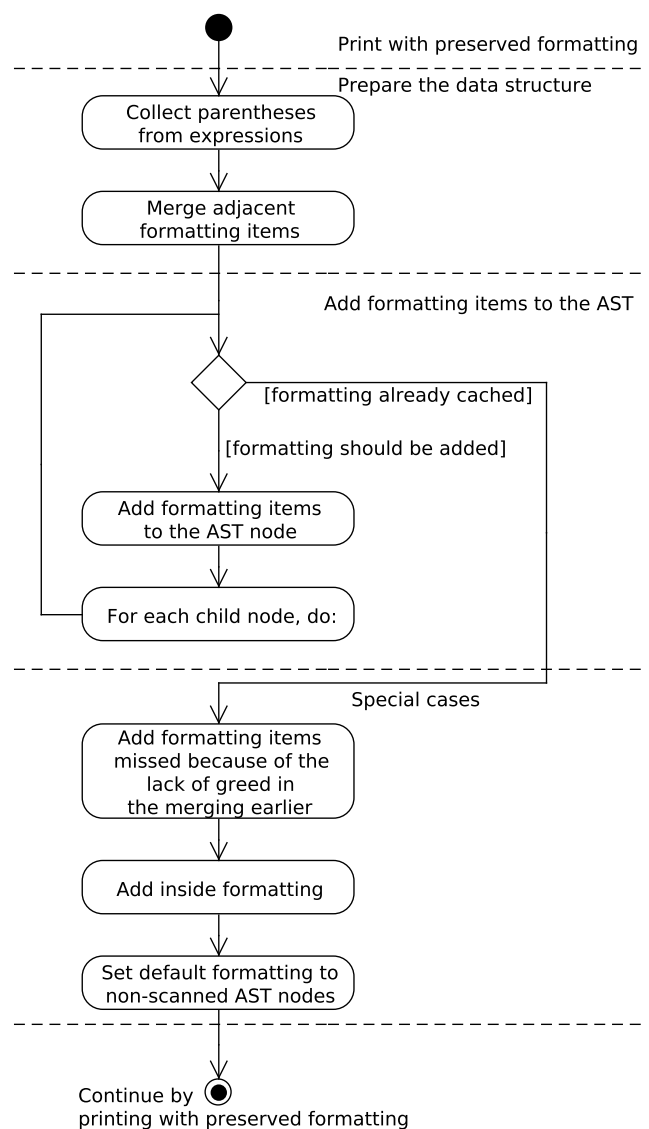 Print with preserved formatting
Prepare the data structure
Collect parentheses
from expressions
Merge adjacent
formatting items
Add formatting items to the AST
[formatting already cached]
[formatting should be added]
Add formatting items
to the AST node
For each child node, do:
Special cases
Add formatting items
missed because of the
lack of greed in
the merging earlier
Add inside formatting
Set default formatting to
non-scanned AST nodes
Continue by
printing with preserved formatting